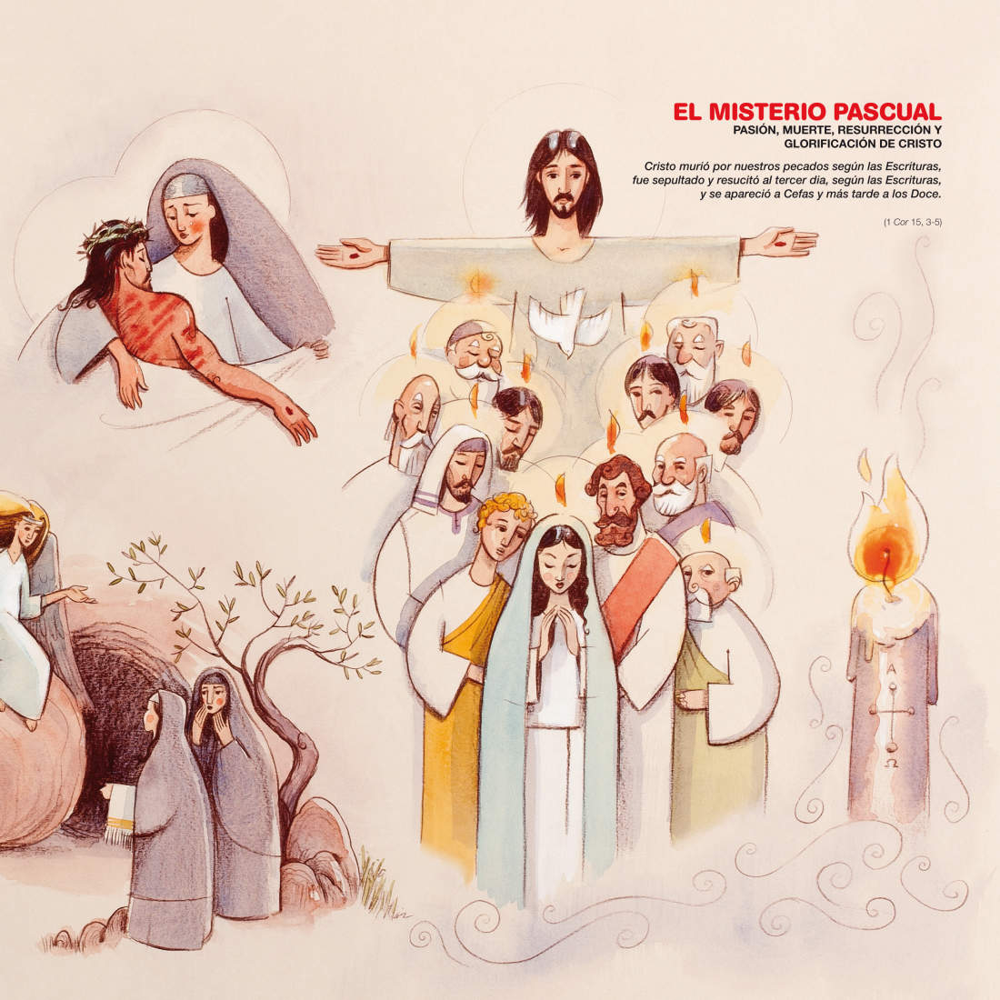 EL MISTERIO PASCUAL
PASIÓN, MUERTE, RESURRECCIÓN Y
GLORIFICACIÓN DE CRISTO
Cristo murió por nuestros pecados según las Escrituras,
fue sepultado y resucitó al tercer dia, según las Escrituras,
y se apareció a Cefas y más tarde a los Doce.
(1 Cor 15, 3-5)
A
Ω